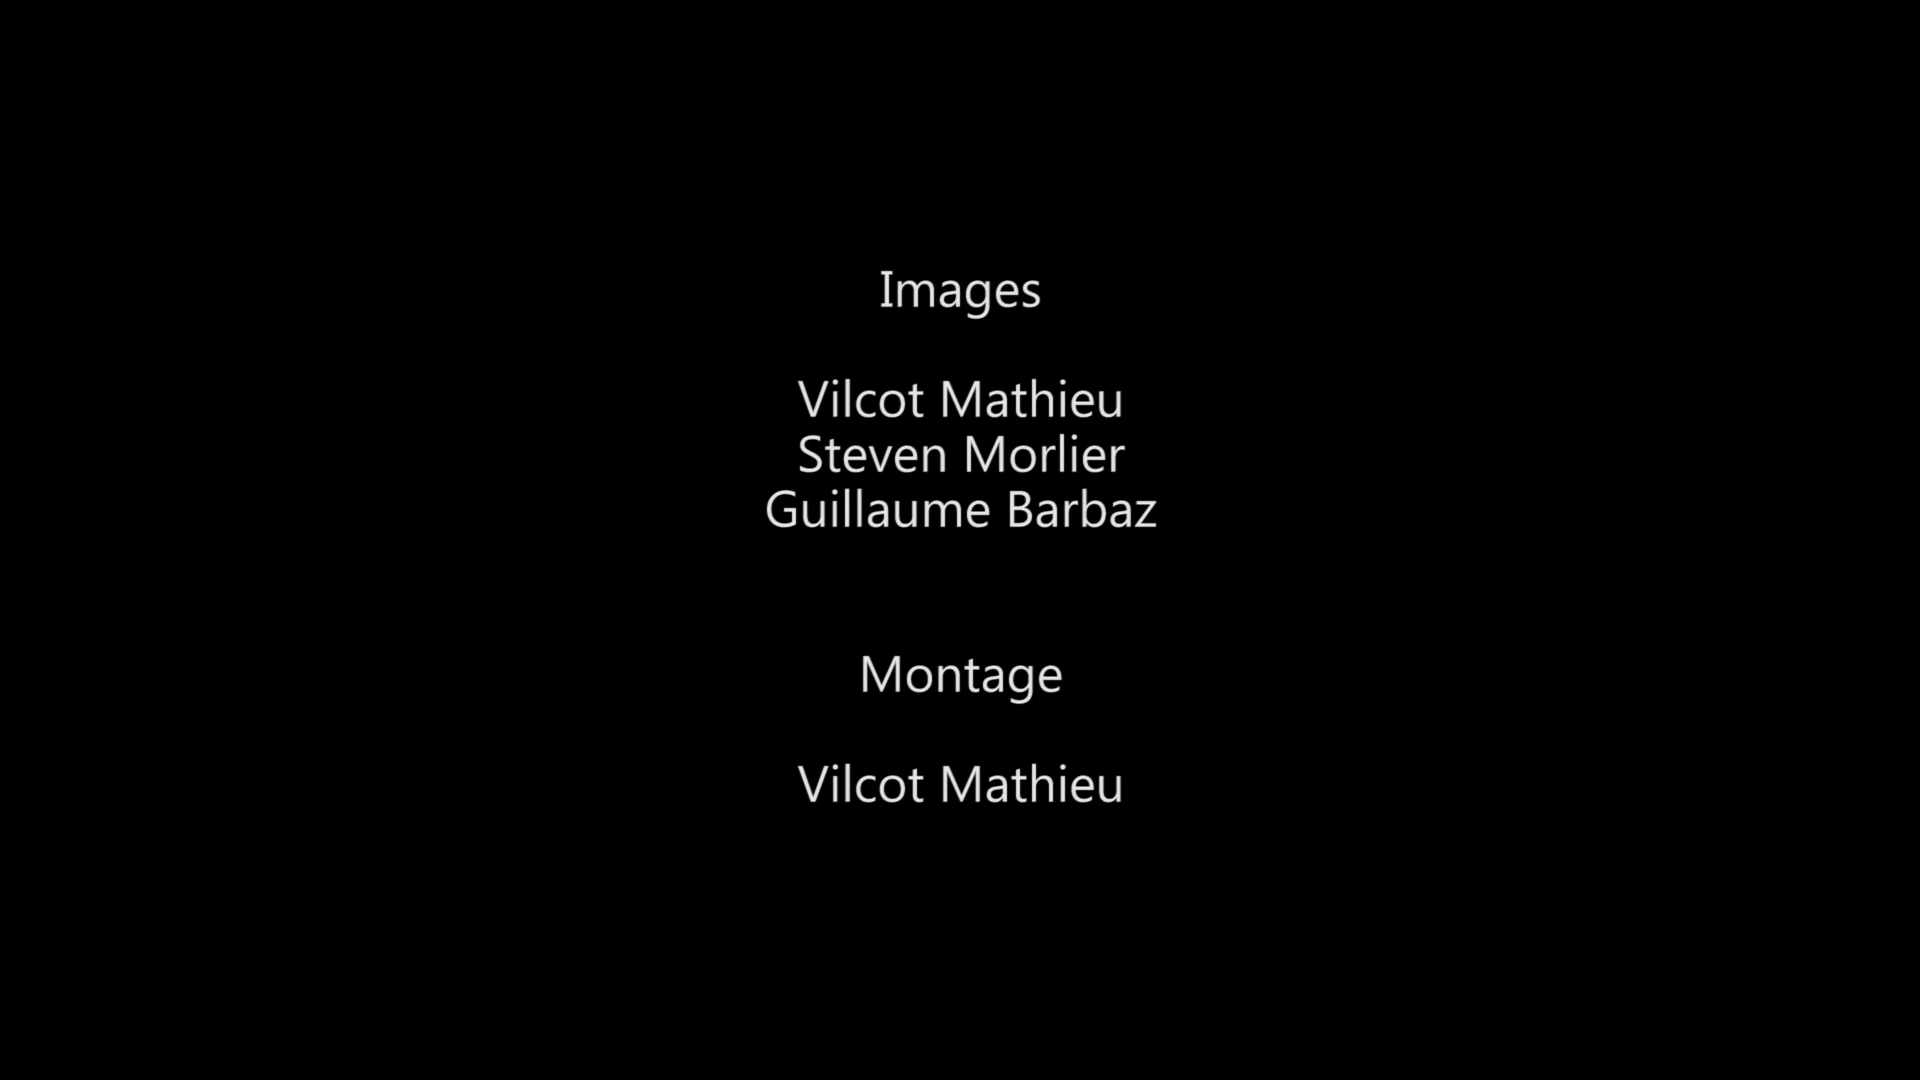 Images
Vilcot Mathieu
Steven Morlier
Guillaume Barbaz
Montage
Vilcot Mathieu